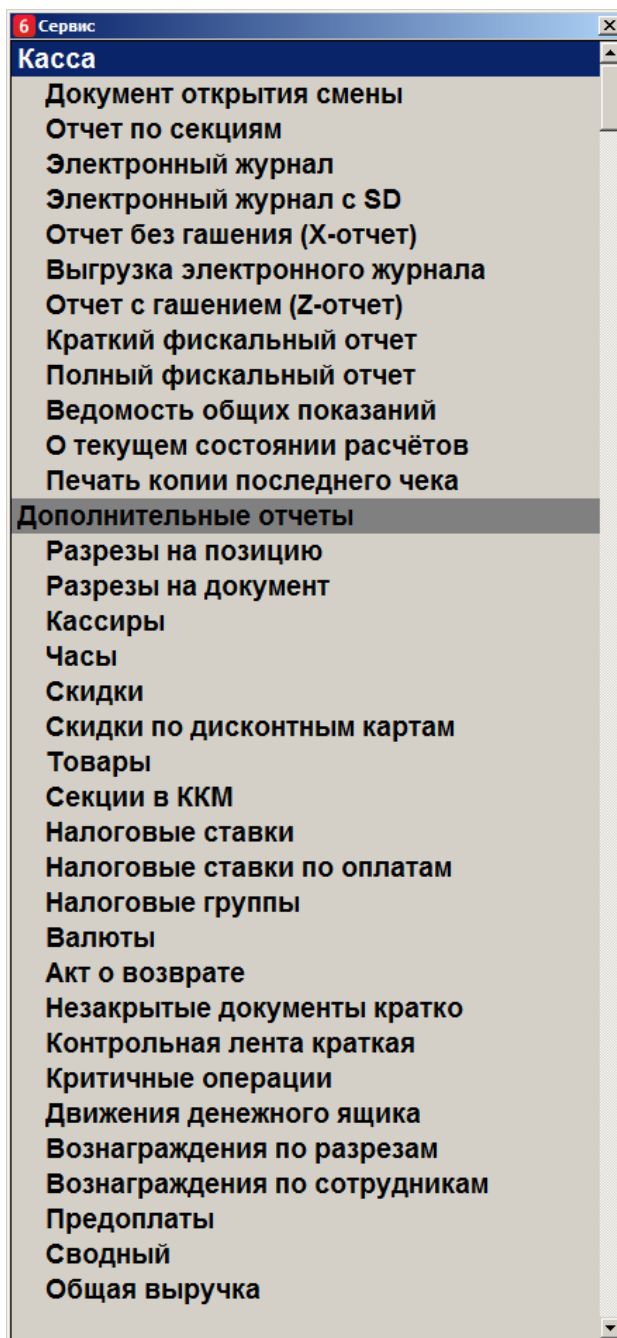 6 Сервис
Касса
Документ открытия смены
Отчет по секциям
Электронный журнал
Электронный журнал с SD
Отчет без гашения (X-отчет)
Выгрузка электронного журнала
Отчет с гашением (Z-отчет)
Краткий фискальный отчет
Полный фискальный отчет
Ведомость общих показаний
О текущем состоянии расчётов
Печать копии последнего чека
Дополнительные отчеты
Разрезы на позицию
Разрезы на документ
Кассиры
Часы
Скидки
Скидки по дисконтным картам
Товары
Секции в ККМ
Налоговые ставки
Налоговые ставки по оплатам
Налоговые группы
Валюты
Акт о возврате
Незакрытые документы кратко
Контрольная лента краткая
Критичные операции
Движения денежного ящика
Вознаграждения по разрезам
Вознаграждения по сотрудникам
Предоплаты
Сводный
Общая выручка